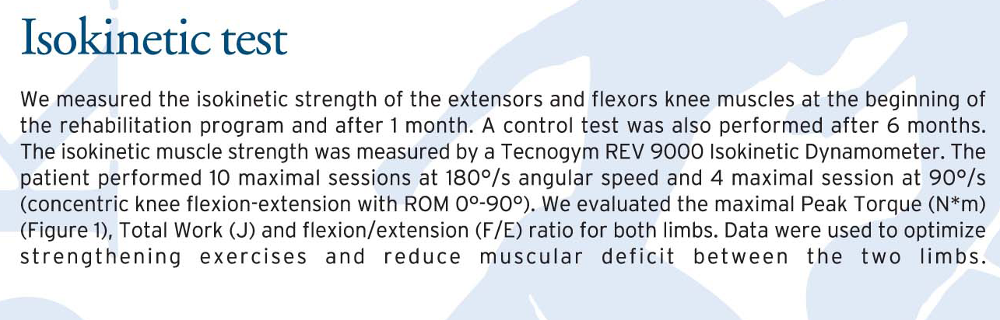 Isokinetic test
We measured the isokinetic strength of the extensors and flexors knee muscles at the beginning of
the rehabilitation program and after 1 month. A control test was also performed after 6 months.
The isokinetic muscle strength was measured by a Tecnogym REV 9000 Isokinetic Dynamometer. The
patient performed 10 maximal sessions at 180º/s angular speed and 4 maximal session at 90º/s
(concentric knee flexion-extension with ROM 0º-90º). We evaluated the maximal Peak Torque (N*m)
(Figure 1), Total Work (J) and flexion/extension (F/E) ratio for both limbs. Data were used to optimize
strengthening exercises and reduce muscular deficit between the two limbs.